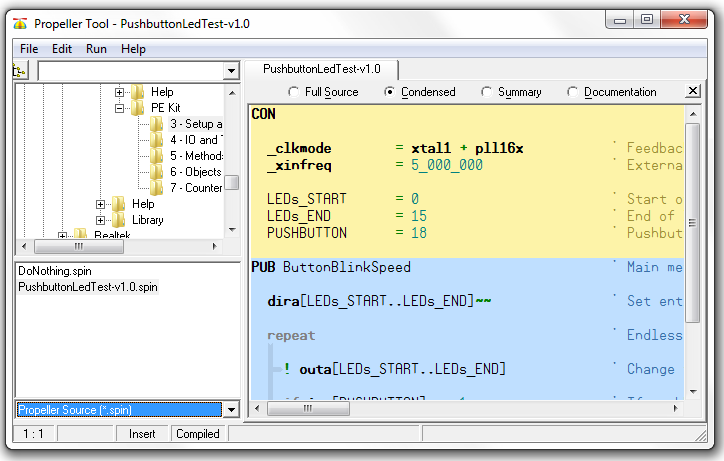 Propeller Tool - PushbuttonLedTest-v1.0
File Edit Run Help
Help
PE Kit
3 - Setup a
4 - IO and
5 - Methods
6 - Objects
7 - Counter
Help
Library
Realtek
DoNothing.spin
PushbuttonLedTest-v1.0.spin
Propeller Source (*.spin)
PushbuttonLedTest-v1.0
Full Source Condensed Summary Documentation
CON
_clkmode = xtal1 + pll16x ' Feedbac
_xinfreq = 5_000_000 ' Externa
LEDs_START = 0 ' Start o
LEDs_END = 15 ' End of
PUSHBUTTON = 18 ' Pushbut
PUB ButtonBlinkSpeed ' Main me
dira[LEDs_START..LEDs_END]~~ ' Set ent
repeat ' Endless
! outa[LEDs_START..LEDs_END] ' Change
1 : 1 Insert Compiled